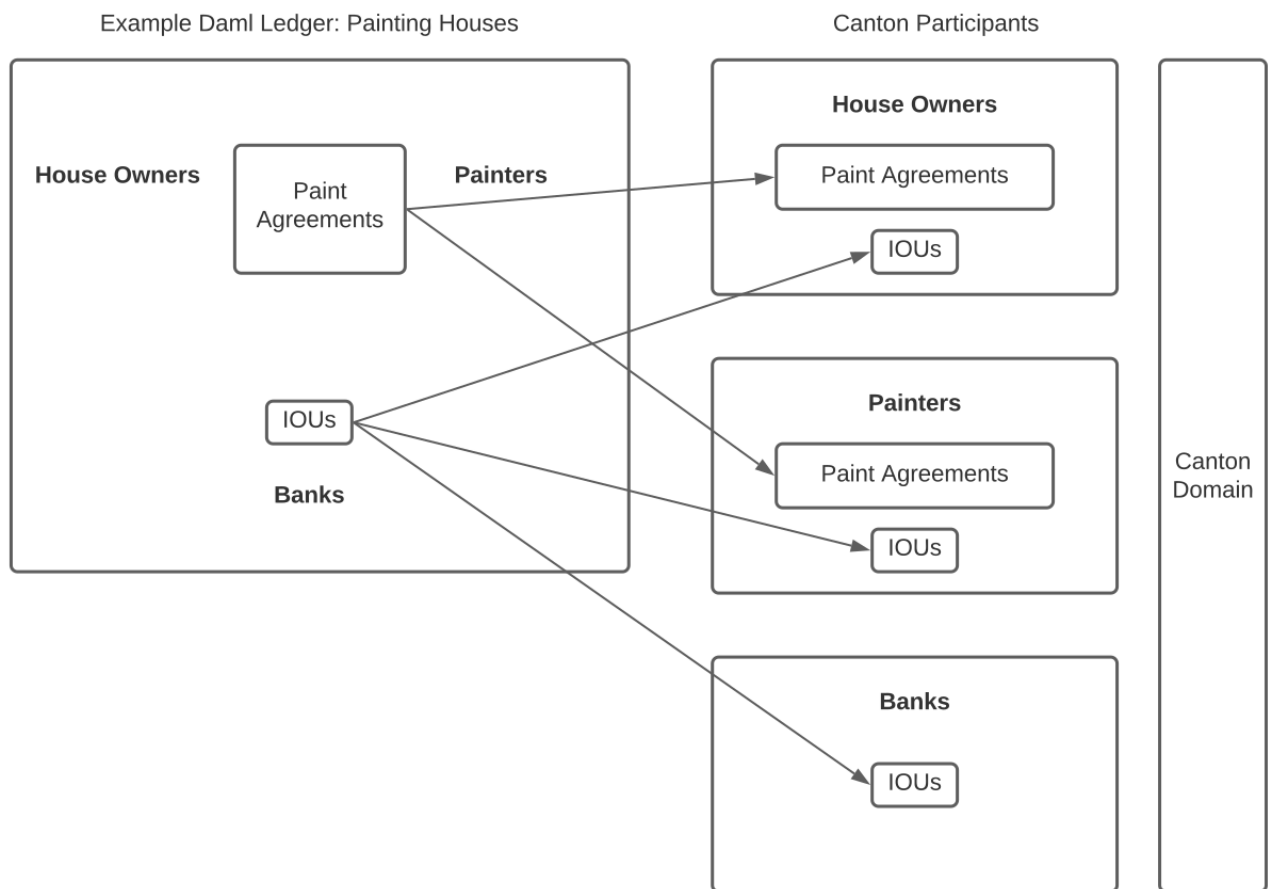 Example Daml Ledger: Painting Houses
House Owners
Paint
Agreements
Painters
IOUs
Banks
Canton Participants
House Owners
Paint Agreements
IOUs
Painters
Paint Agreements
IOUs
Banks
IOUs
Canton
Domain